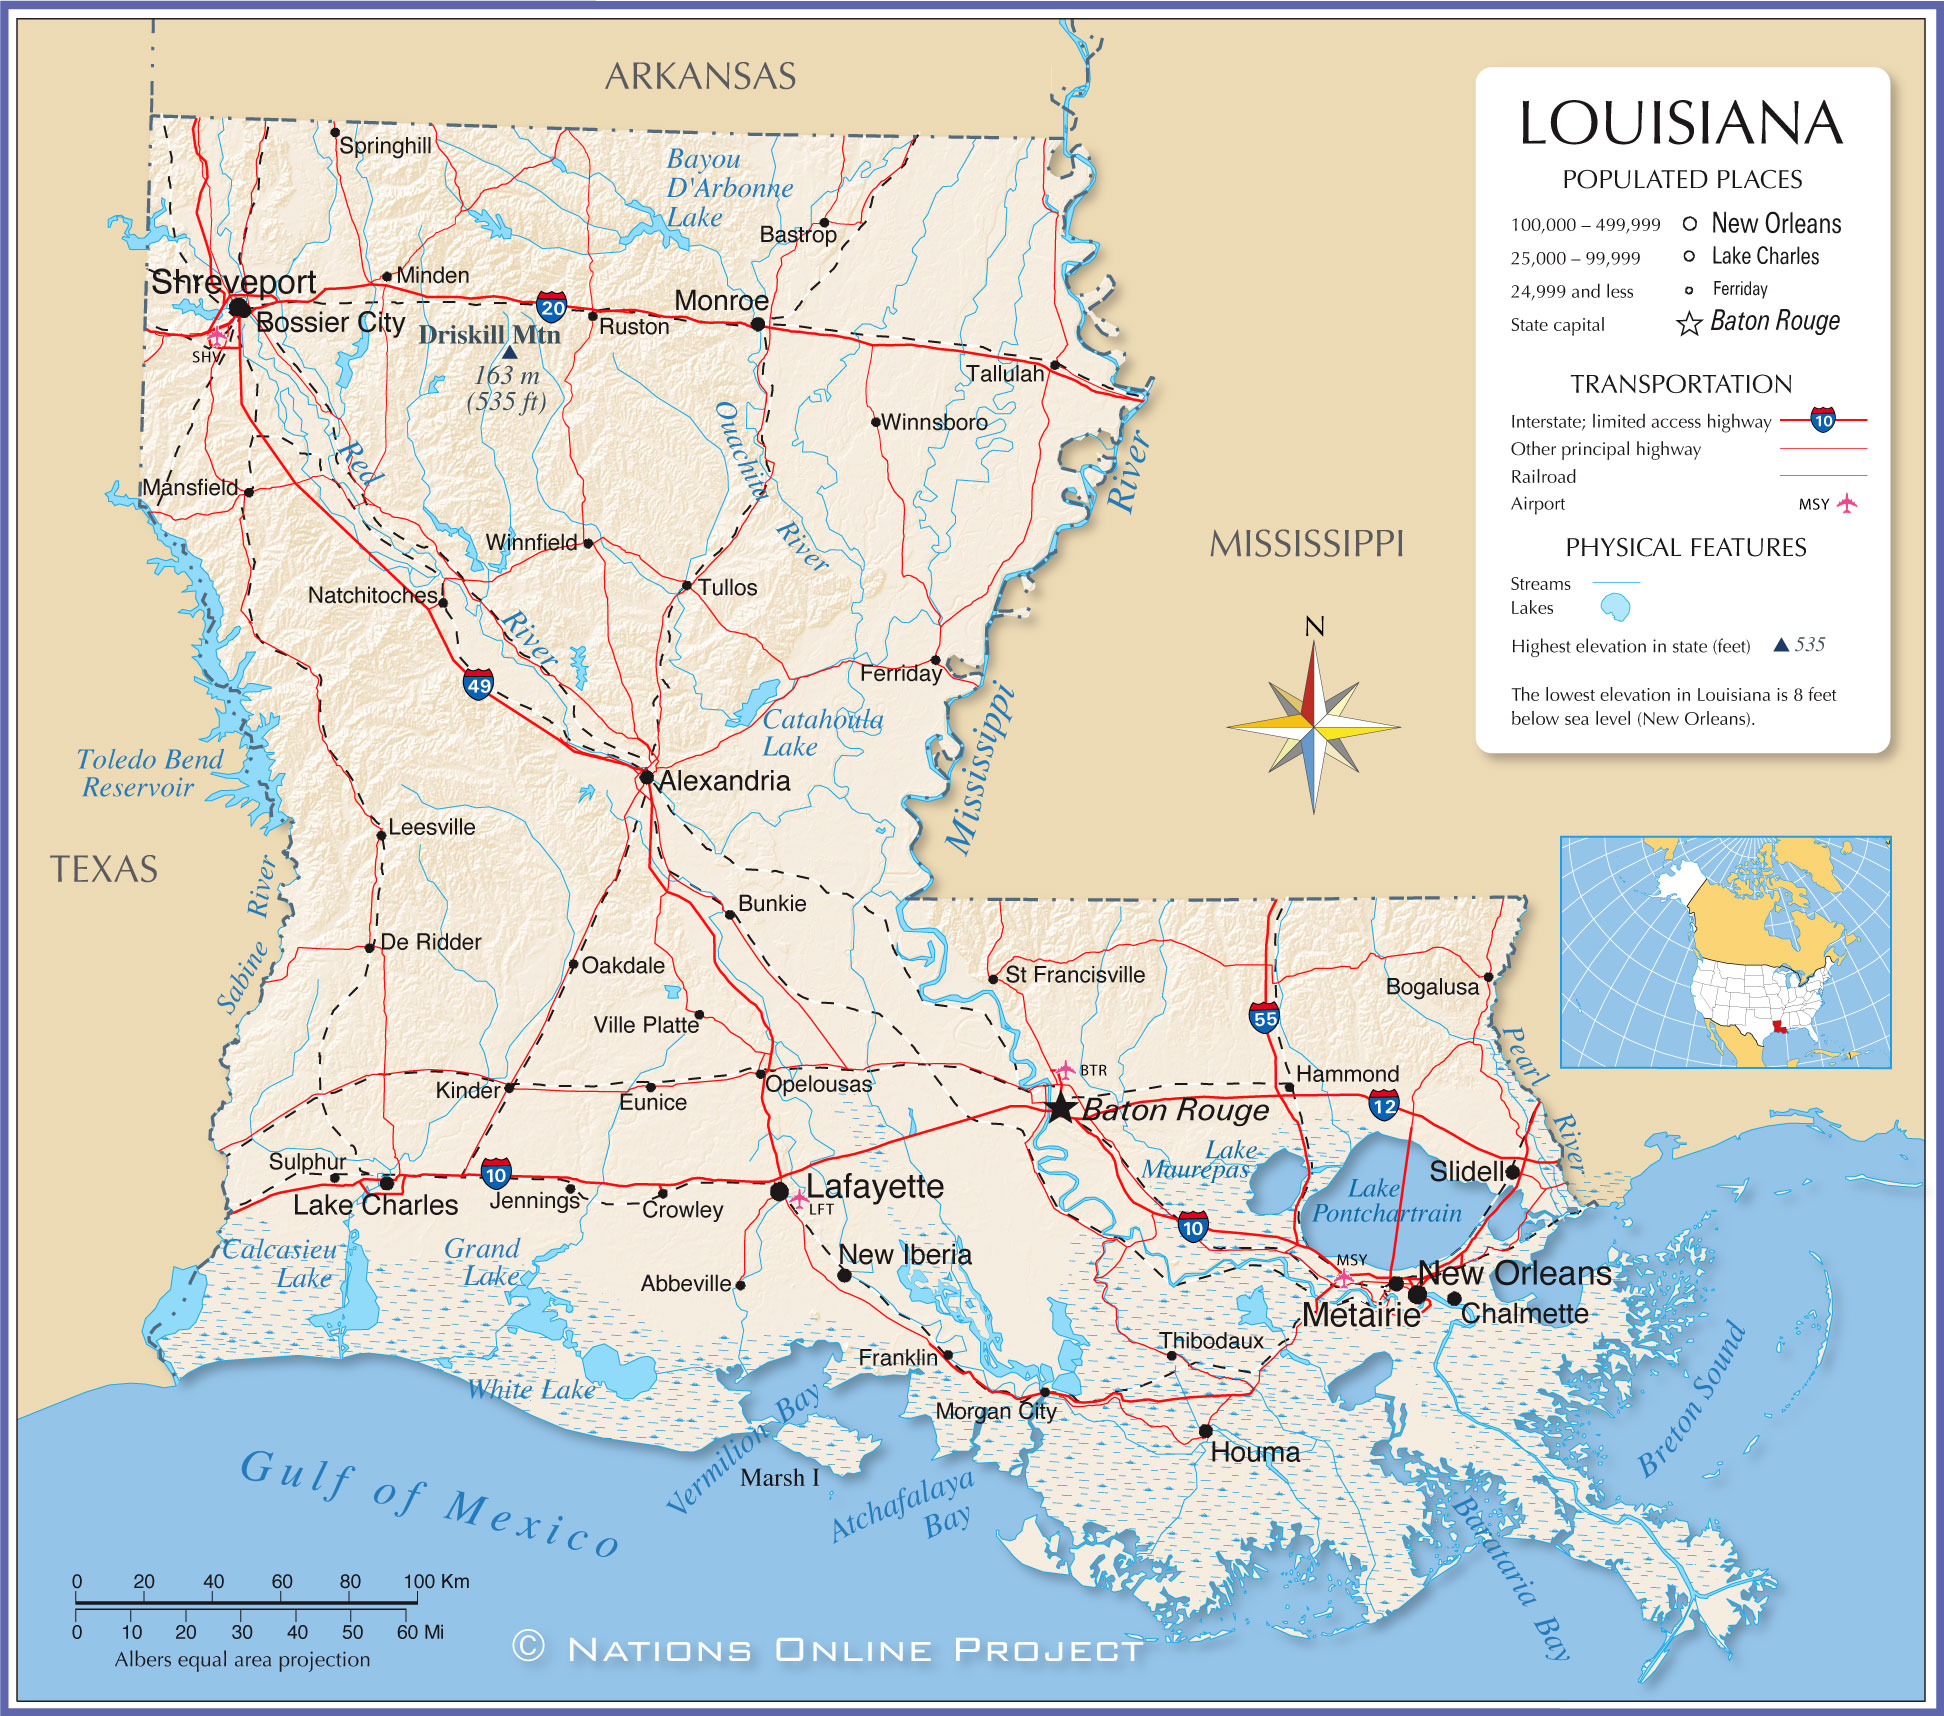 ARKANSAS
LOUISIANA
POPULATED PLACES
100,000 – 499,999 New Orleans
25,000 – 99,999 Lake Charles
24,999 and less Ferriday
State capital Baton Rouge
TRANSPORTATION
Interstate; limited access highway 10
Other principal highway
Railroad
Airport MSY
PHYSICAL FEATURES
Streams
Lakes
Highest elevation in state (feet) 535
The lowest elevation in Louisiana is 8 feet
below sea level (New Orleans).
Springhill
Bayou
D'Arbonne
Lake
Bastrop
Shreveport
Minden
Monroe
20
Bossier City
Ruston
Driskill Mtn
163 m
(535 ft)
SHV
Tallulah
Winnsboro
Ouachita
River
Red
River
Mansfield
Mississippi
River
MISSISSIPPI
Winnfield
Tullos
Natchitoches
N
49
Ferriday
Catahoula
Lake
Toledo Bend
Reservoir
Alexandria
Leesville
TEXAS
Sabine
River
Bunkie
De Ridder
Oakdale
St Francisville
Bogalusa
Ville Platte
55
Pearl
River
BTR
Kinder
Eunice
Opelousas
Hammond
12
Baton Rouge
Lake
Maurepas
Sulphur
10
Slidell
Lake Charles
Jennings
Crowley
Lafayette
LFT
Lake
Pontchartrain
10
Calcasieu
Lake
Grand
Lake
New Iberia
Abbeville
MSY
New Orleans
Metairie
Chalmette
Thibodaux
Franklin
White Lake
Morgan City
Houma
Vermilion
Bay
Marsh I
Atchafalaya
Bay
Breton Sound
Barataria Bay
Gulf of Mexico
0 20 40 60 80 100 Km
0 10 20 30 40 50 60 Mi
Albers equal area projection
© NATIONS ONLINE PROJECT